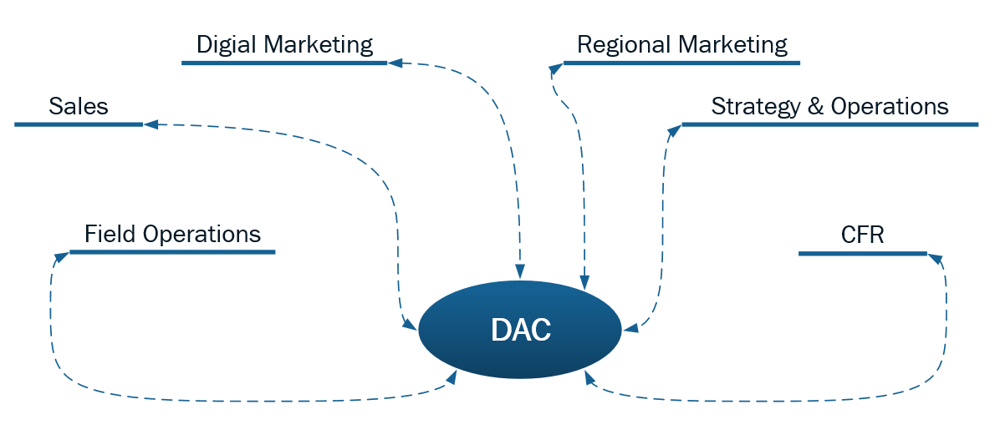 Digial Marketing
Regional Marketing
Sales
Strategy & Operations
Field Operations
CFR
DAC